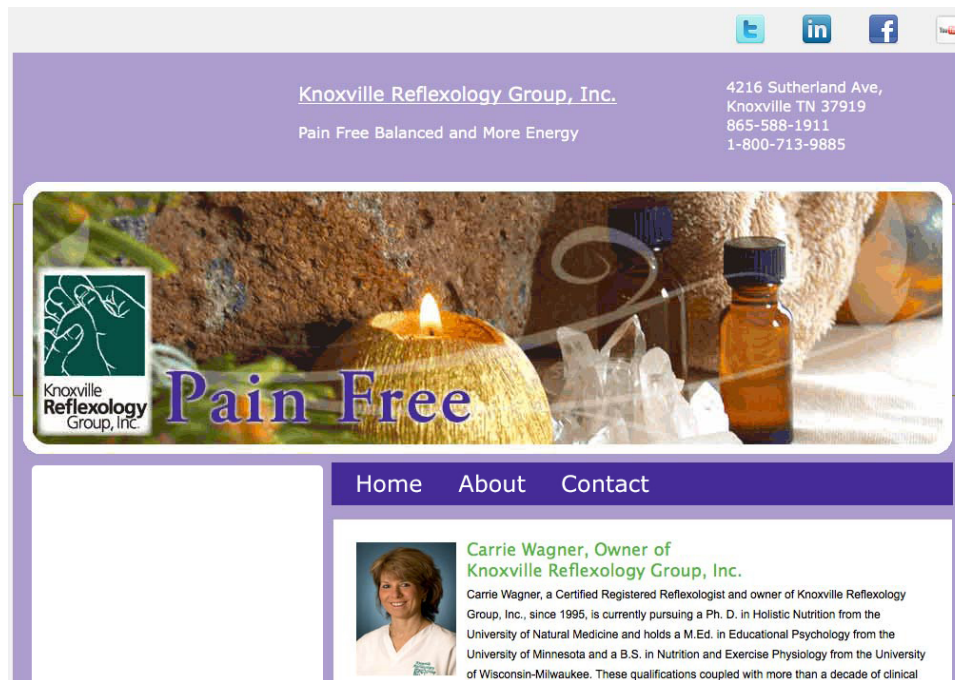 Knoxville Reflexology Group, Inc.
Pain Free Balanced and More Energy
4216 Sutherland Ave,
Knoxville TN 37919
865-588-1911
1-800-713-9885
Knoxville
Reflexology
Group, Inc.
Pain Free
Home About Contact
Carrie Wagner, Owner of
Knoxville Reflexology Group, Inc.
Carrie Wagner, a Certified Registered Reflexologist and owner of Knoxville Reflexology
Group, Inc., since 1995, is currently pursuing a Ph. D. in Holistic Nutrition from the
University of Natural Medicine and holds a M.Ed. in Educational Psychology from the
University of Minnesota and a B.S. in Nutrition and Exercise Physiology from the University
of Wisconsin-Milwaukee. These qualifications coupled with more than a decade of clinical